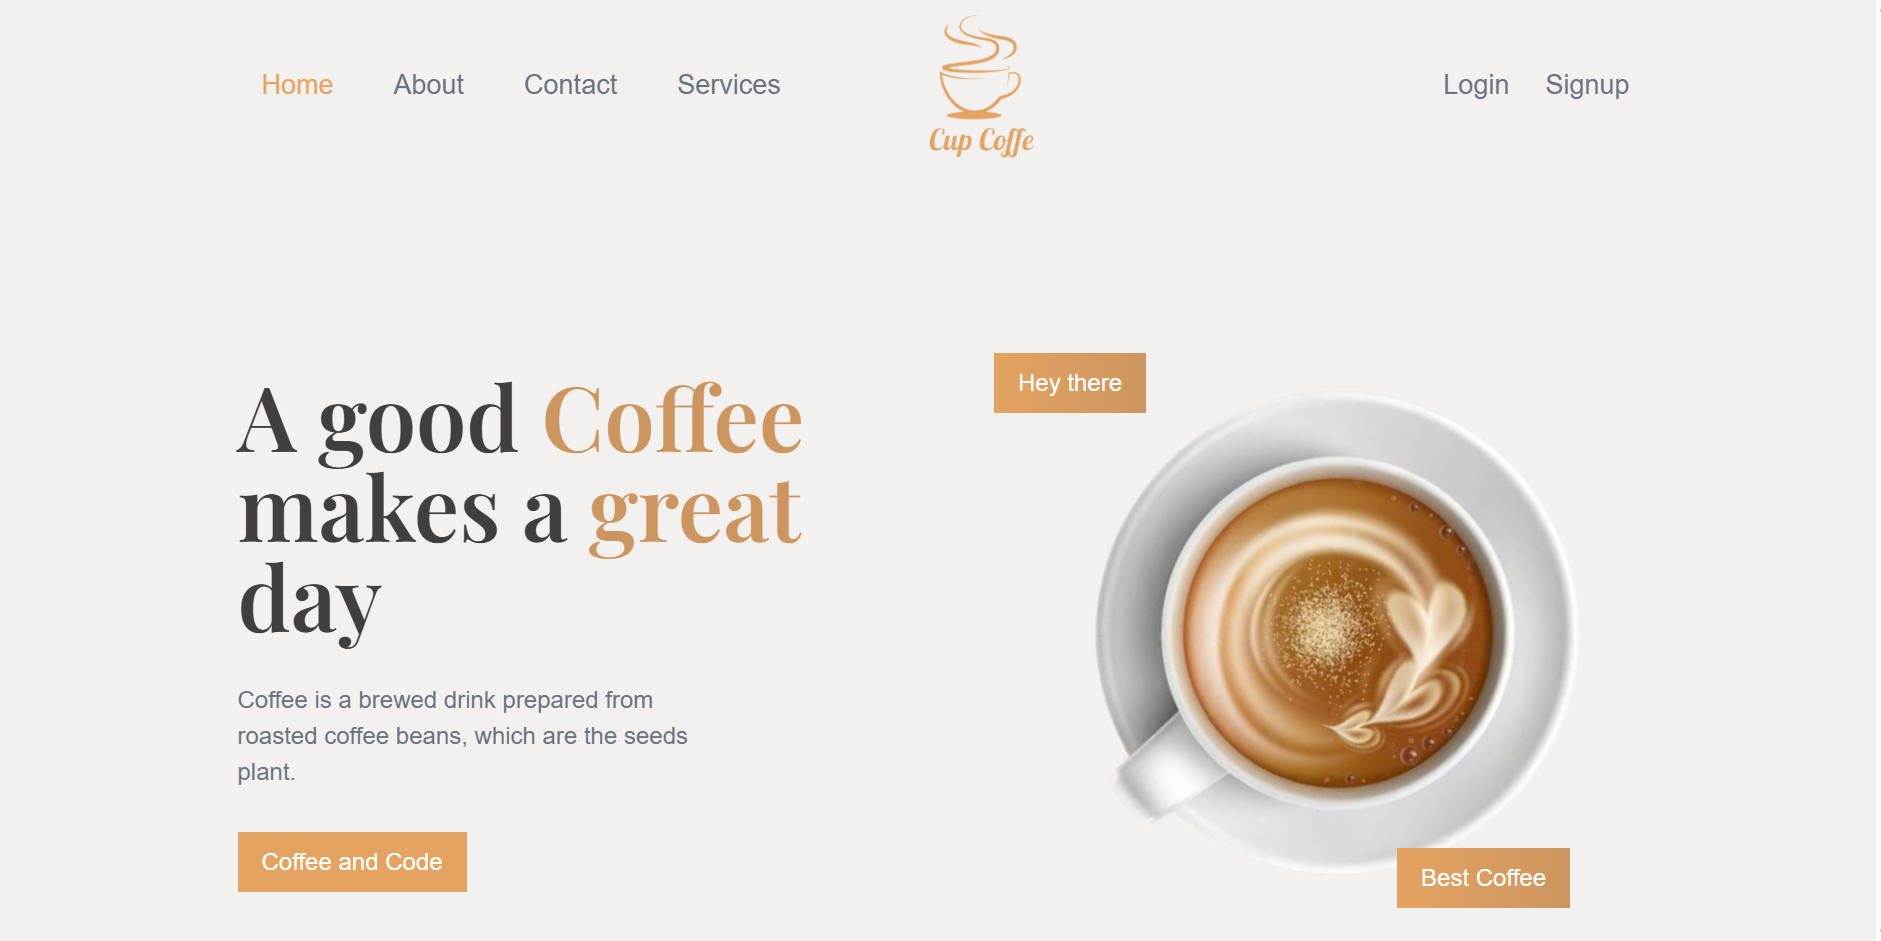 Home About Contact Services
Cup Coffe
Login Signup
A good Coffee
makes a great
day
Coffee is a brewed drink prepared from
roasted coffee beans, which are the seeds
plant.
Coffee and Code
Hey there
Best Coffee